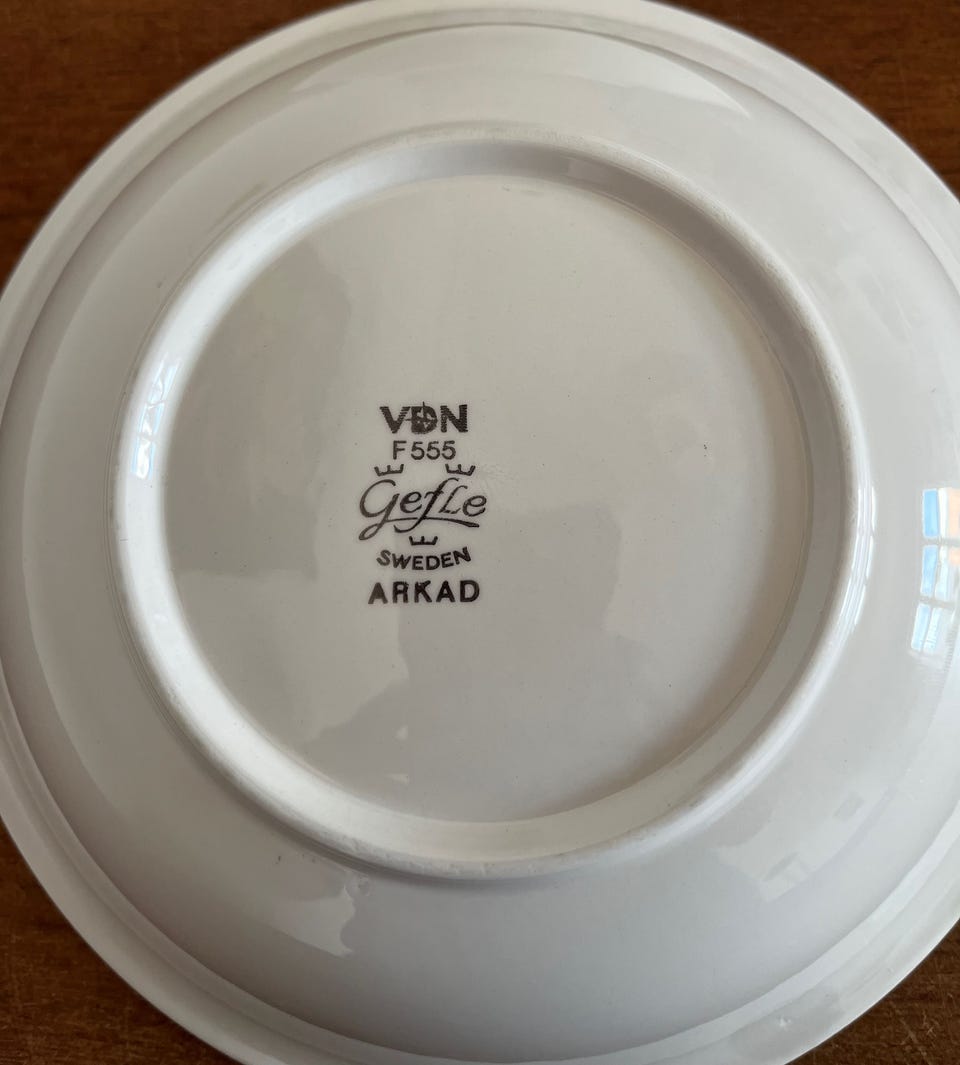 VDN
F555
Gefle
SWEDEN
ARKAD